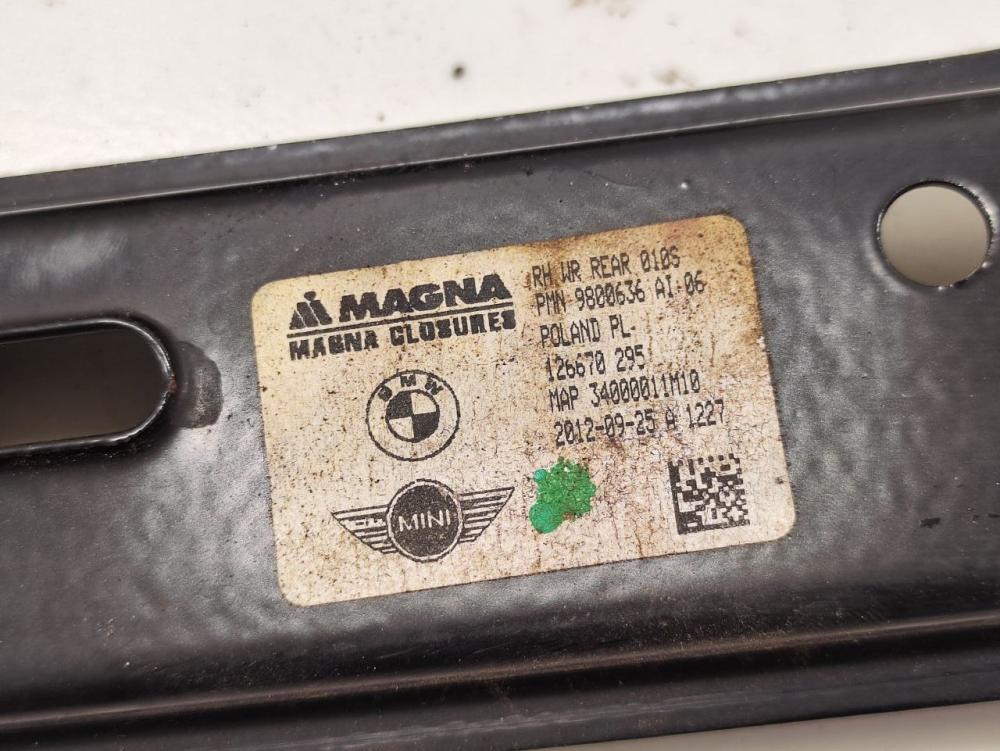 MAGNA
MAGNA CLOSURES
BMW
MINI
RH WR REAR 010S
PMN 9800636 AI:06
POLAND PL-
126670 295
MAP 34000011M10
2012-09-25 A 1227